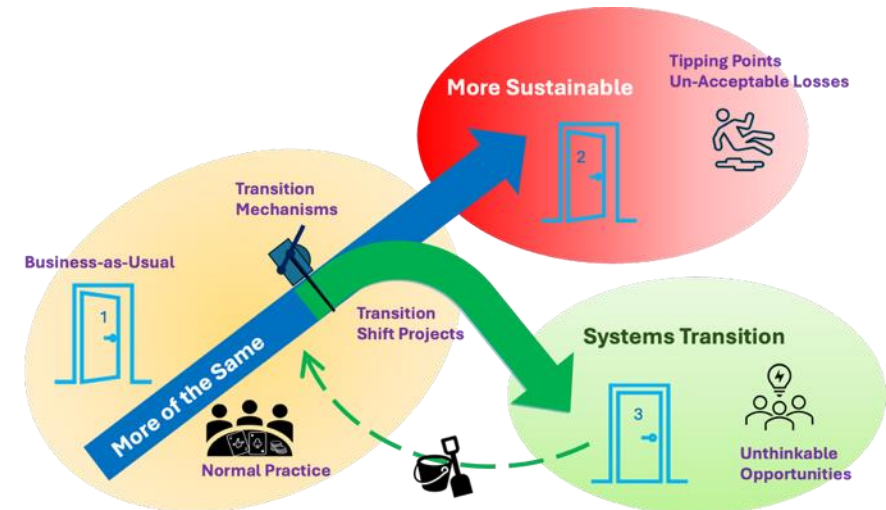 Tipping Points
Un-Acceptable Losses
More Sustainable
2
Transition
Mechanisms
Business-as-Usual
1
Transition
Shift Projects
More of the Same
Normal Practice
Systems Transition
3
Unthinkable
Opportunities